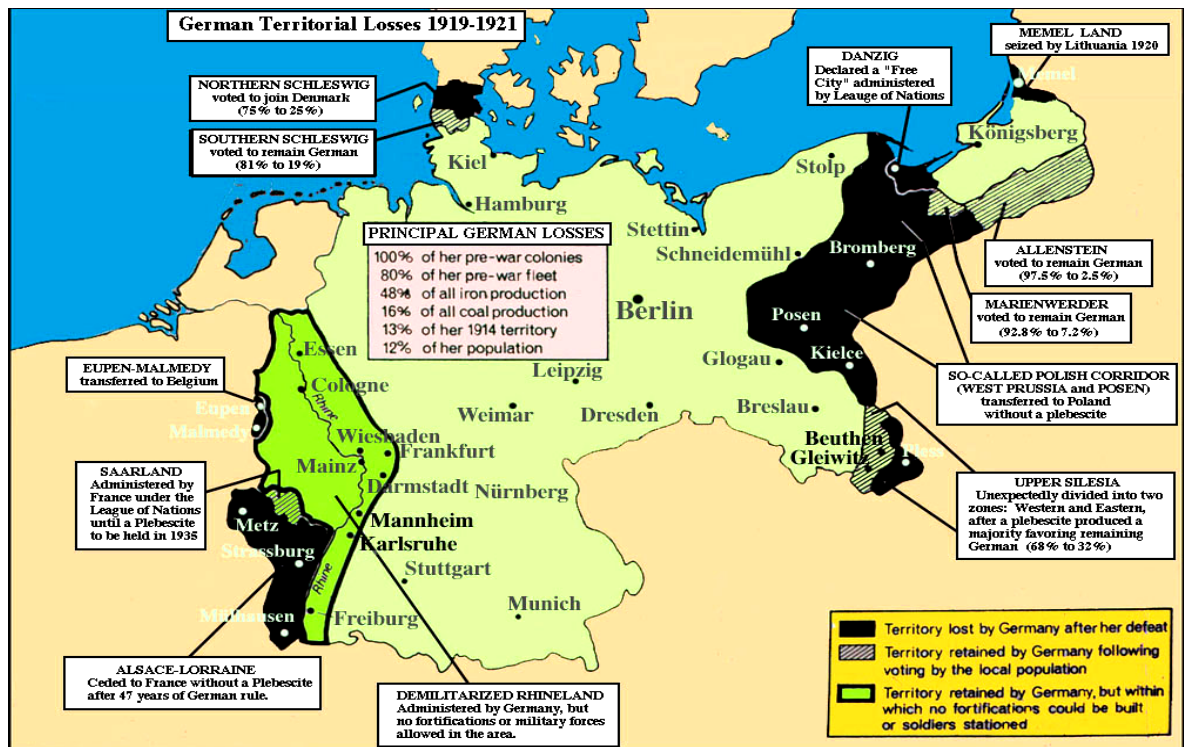 German Territorial Losses 1919-1921
MEMEL LAND
seized by Lithuania 1920
DANZIG
Declared a "Free
City" administered
by Leauge of Nations
NORTHERN SCHLESWIG
voted to join Denmark
(75% to 25%)
SOUTHERN SCHLESWIG
voted to remain German
(81% to 19%)
Memel
Königsberg
Kiel
Stolp
Hamburg
Stettin
Schneidemühl
Bromberg
PRINCIPAL GERMAN LOSSES
100% of her pre-war colonies
80% of her pre-war fleet
48% of all iron production
16% of all coal production
13% of her 1914 territory
12% of her population
ALLENSTEIN
voted to remain German
(97.5% to 2.5%)
MARIENWERDER
voted to remain German
(92.8% to 7.2%)
Berlin
Posen
Kielce
Glogau
Essen
Leipzig
EUPEN-MALMEDY
transferred to Belgium
SO-CALLED POLISH CORRIDOR
(WEST PRUSSIA and POSEN)
transferred to Poland
without a plebescite
Cologne
Rhine
Eupen
Malmedy
Weimar
Dresden
Breslau
Wiesbaden
Frankfurt
Mainz
Darmstadt
Nürnberg
Beuthen
Gleiwitz
Pless
SAARLAND
Administered by
France under the
League of Nations
until a Plebescite
to be held in 1935
UPPER SILESIA
Unexpectedly divided into two
zones: Western and Eastern,
after a plebescite produced a
majority favoring remaining
German (68% to 32%)
Metz
Mannheim
Karlsruhe
Strassburg
Stuttgart
Rhine
Mülhausen
Freiburg
Munich
ALSACE-LORRAINE
Ceded to France without a Plebescite
after 47 years of German rule.
DEMILITARIZED RHINELAND
Administered by Germany, but
no fortifications or military forces
allowed in the area.
Territory lost by Germany after her defeat
Territory retained by Germany following
voting by the local population
Territory retained by Germany, but within
which no fortifications could be built
or soldiers stationed